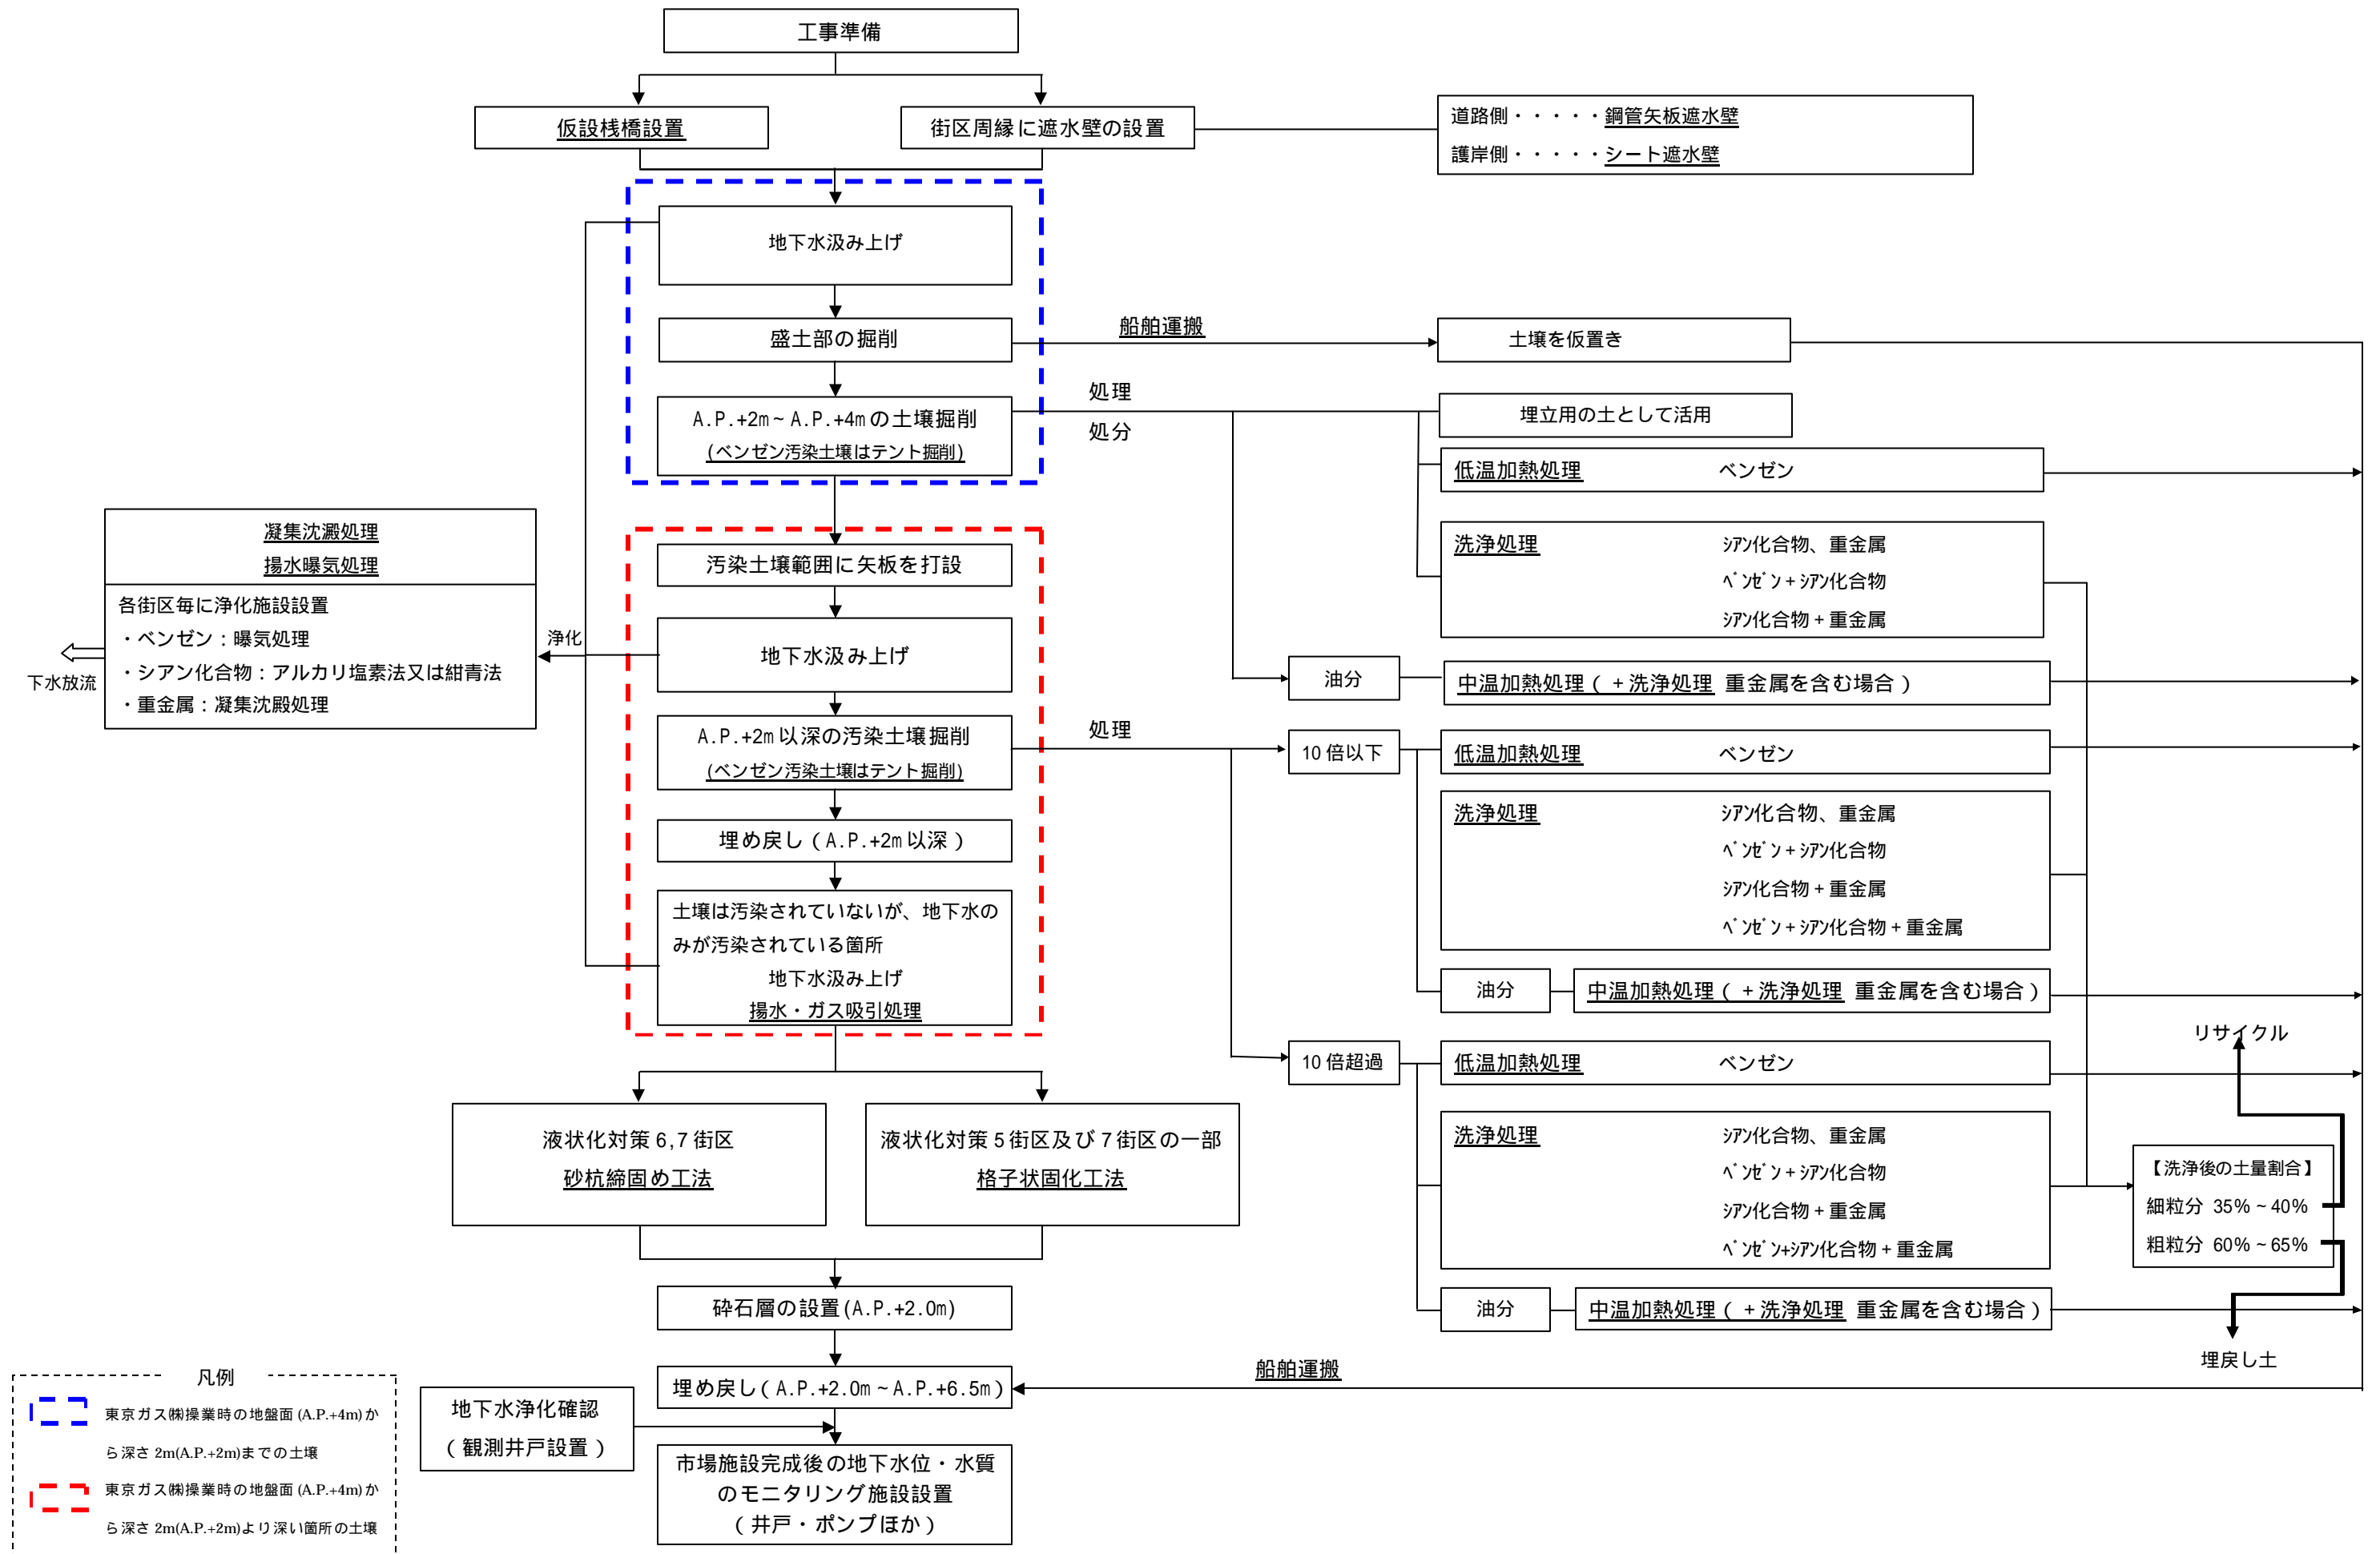 工事準備
仮設桟橋設置
街区周縁に遮水壁の設置
道路側・・・・・鋼管矢板遮水壁
護岸側・・・・・シート遮水壁
地下水汲み上げ
盛土部の掘削
船舶運搬
土壌を仮置き
A.P.+2m~A.P.+4mの土壌掘削
(ベンゼン汚染土壌はテント掘削)
処理
処分
埋立用の土として活用
低温加熱処理 ベンゼン
洗浄処理 ｼｱﾝ化合物、重金属
ﾍﾞﾝｾﾞﾝ+ｼｱﾝ化合物
ｼｱﾝ化合物+重金属
油分
中温加熱処理(+洗浄処理 重金属を含む場合)
凝集沈澱処理
揚水曝気処理
各街区毎に浄化施設設置
・ベンゼン:曝気処理
・シアン化合物:アルカリ塩素法又は紺青法
・重金属:凝集沈殿処理
下水放流
浄化
汚染土壌範囲に矢板を打設
地下水汲み上げ
A.P.+2m以深の汚染土壌掘削
(ベンゼン汚染土壌はテント掘削)
処理
埋め戻し(A.P.+2m以深)
土壌は汚染されていないが、地下水の
みが汚染されている箇所
地下水汲み上げ
揚水・ガス吸引処理
10倍以下
低温加熱処理 ベンゼン
洗浄処理 ｼｱﾝ化合物、重金属
ﾍﾞﾝｾﾞﾝ+ｼｱﾝ化合物
ｼｱﾝ化合物+重金属
ﾍﾞﾝｾﾞﾝ+ｼｱﾝ化合物+重金属
油分
中温加熱処理(+洗浄処理 重金属を含む場合)
10倍超過
低温加熱処理 ベンゼン
洗浄処理 ｼｱﾝ化合物、重金属
ﾍﾞﾝｾﾞﾝ+ｼｱﾝ化合物
ｼｱﾝ化合物+重金属
ﾍﾞﾝｾﾞﾝ+ｼｱﾝ化合物+重金属
油分
中温加熱処理(+洗浄処理 重金属を含む場合)
リサイクル
【洗浄後の土量割合】
細粒分 35%~40%
粗粒分 60%~65%
埋戻し土
液状化対策6,7街区
砂杭締固め工法
液状化対策5街区及び7街区の一部
格子状固化工法
砕石層の設置(A.P.+2.0m)
埋め戻し(A.P.+2.0m~A.P.+6.5m)
船舶運搬
地下水浄化確認
(観測井戸設置)
市場施設完成後の地下水位・水質
のモニタリング施設設置
(井戸・ポンプほか)
凡例
東京ガス㈱操業時の地盤面(A.P.+4m)か
ら深さ2m(A.P.+2m)までの土壌
東京ガス㈱操業時の地盤面(A.P.+4m)か
ら深さ2m(A.P.+2m)より深い箇所の土壌